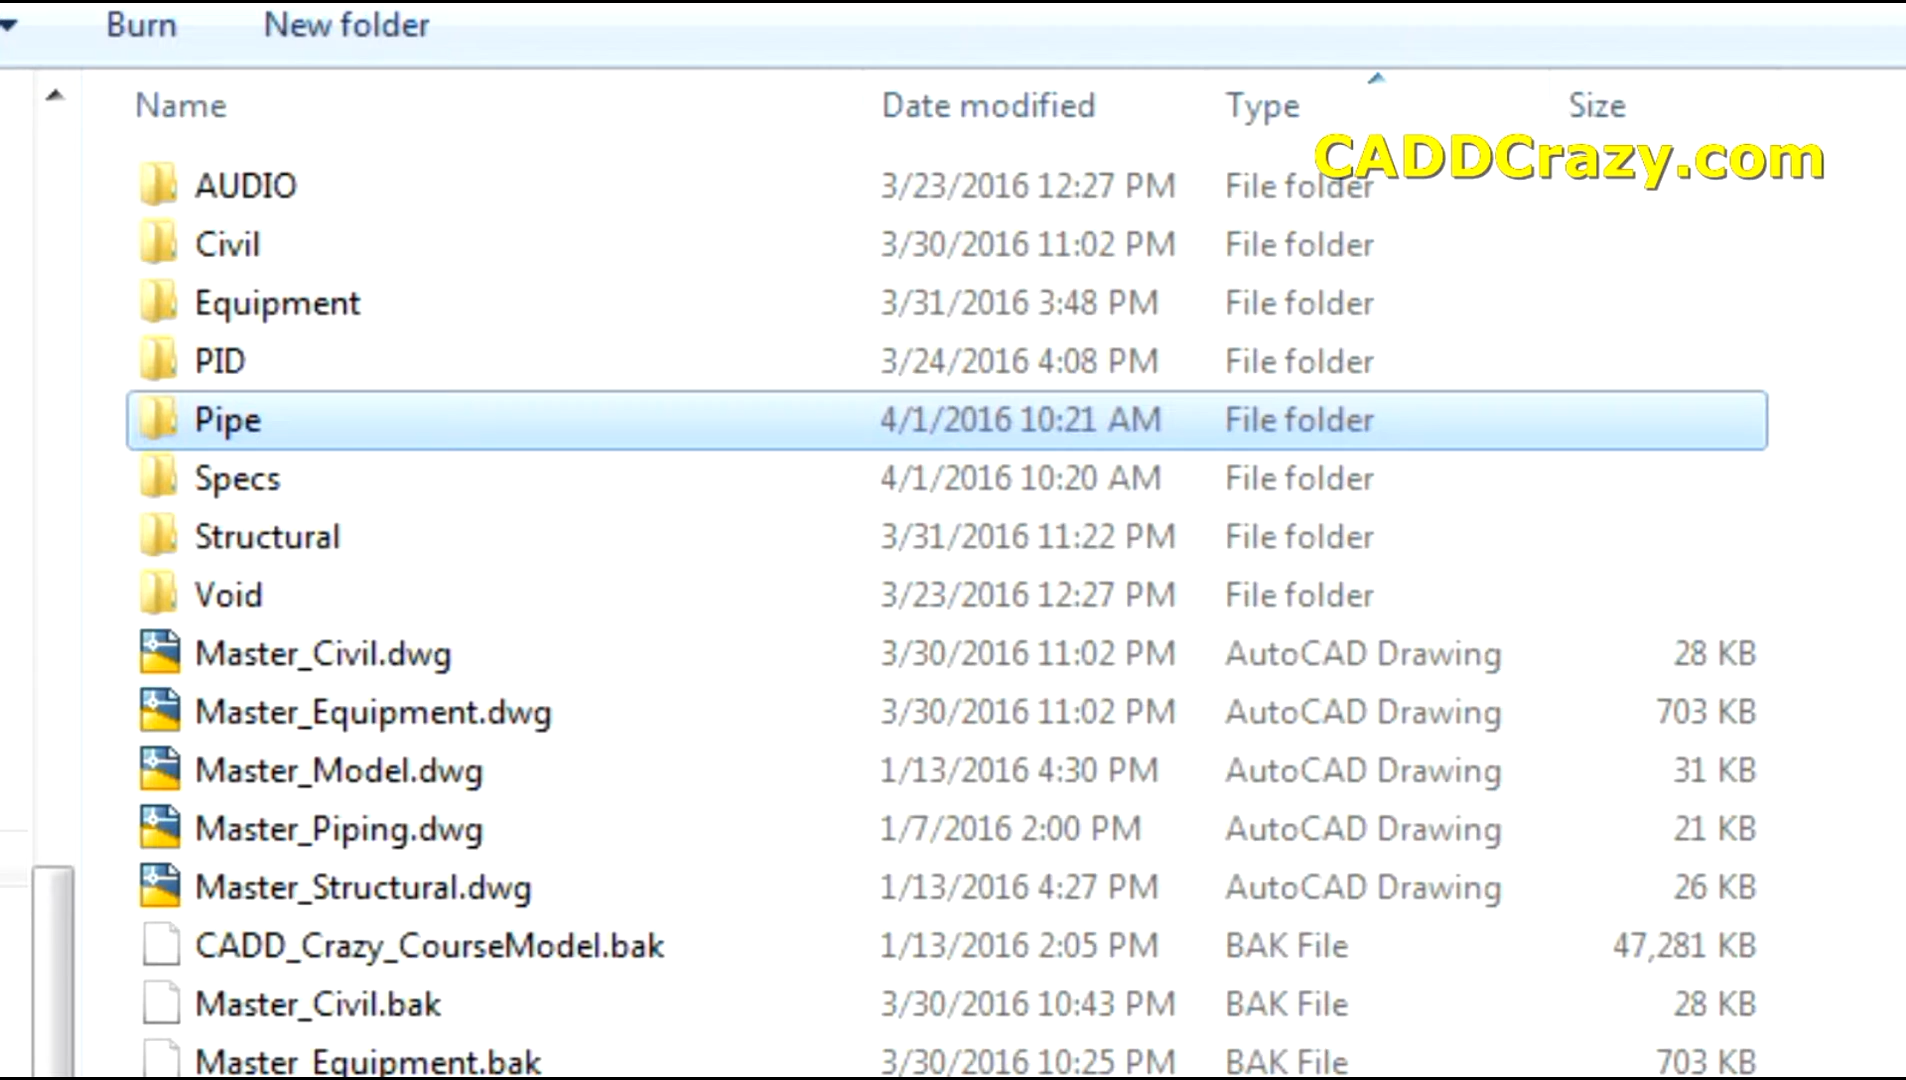 Burn New folder
Name Date modified Type Size
CADDCrazy.com
AUDIO 3/23/2016 12:27 PM File folder
Civil 3/30/2016 11:02 PM File folder
Equipment 3/31/2016 3:48 PM File folder
PID 3/24/2016 4:08 PM File folder
Pipe 4/1/2016 10:21 AM File folder
Specs 4/1/2016 10:20 AM File folder
Structural 3/31/2016 11:22 PM File folder
Void 3/23/2016 12:27 PM File folder
Master_Civil.dwg 3/30/2016 11:02 PM AutoCAD Drawing 28 KB
Master_Equipment.dwg 3/30/2016 11:02 PM AutoCAD Drawing 703 KB
Master_Model.dwg 1/13/2016 4:30 PM AutoCAD Drawing 31 KB
Master_Piping.dwg 1/7/2016 2:00 PM AutoCAD Drawing 21 KB
Master_Structural.dwg 1/13/2016 4:27 PM AutoCAD Drawing 26 KB
CADD_Crazy_CourseModel.bak 1/13/2016 2:05 PM BAK File 47,281 KB
Master_Civil.bak 3/30/2016 10:43 PM BAK File 28 KB
Master_Equipment.bak 3/30/2016 10:25 PM BAK File 703 KB